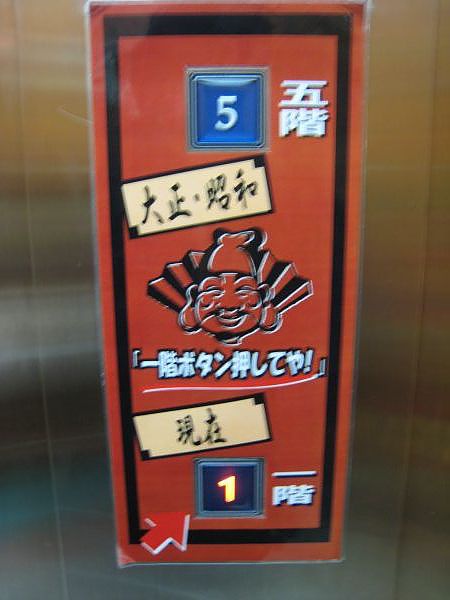 5
五階
大正・昭和
「一階ボタン押してや!」
現在
1
一階